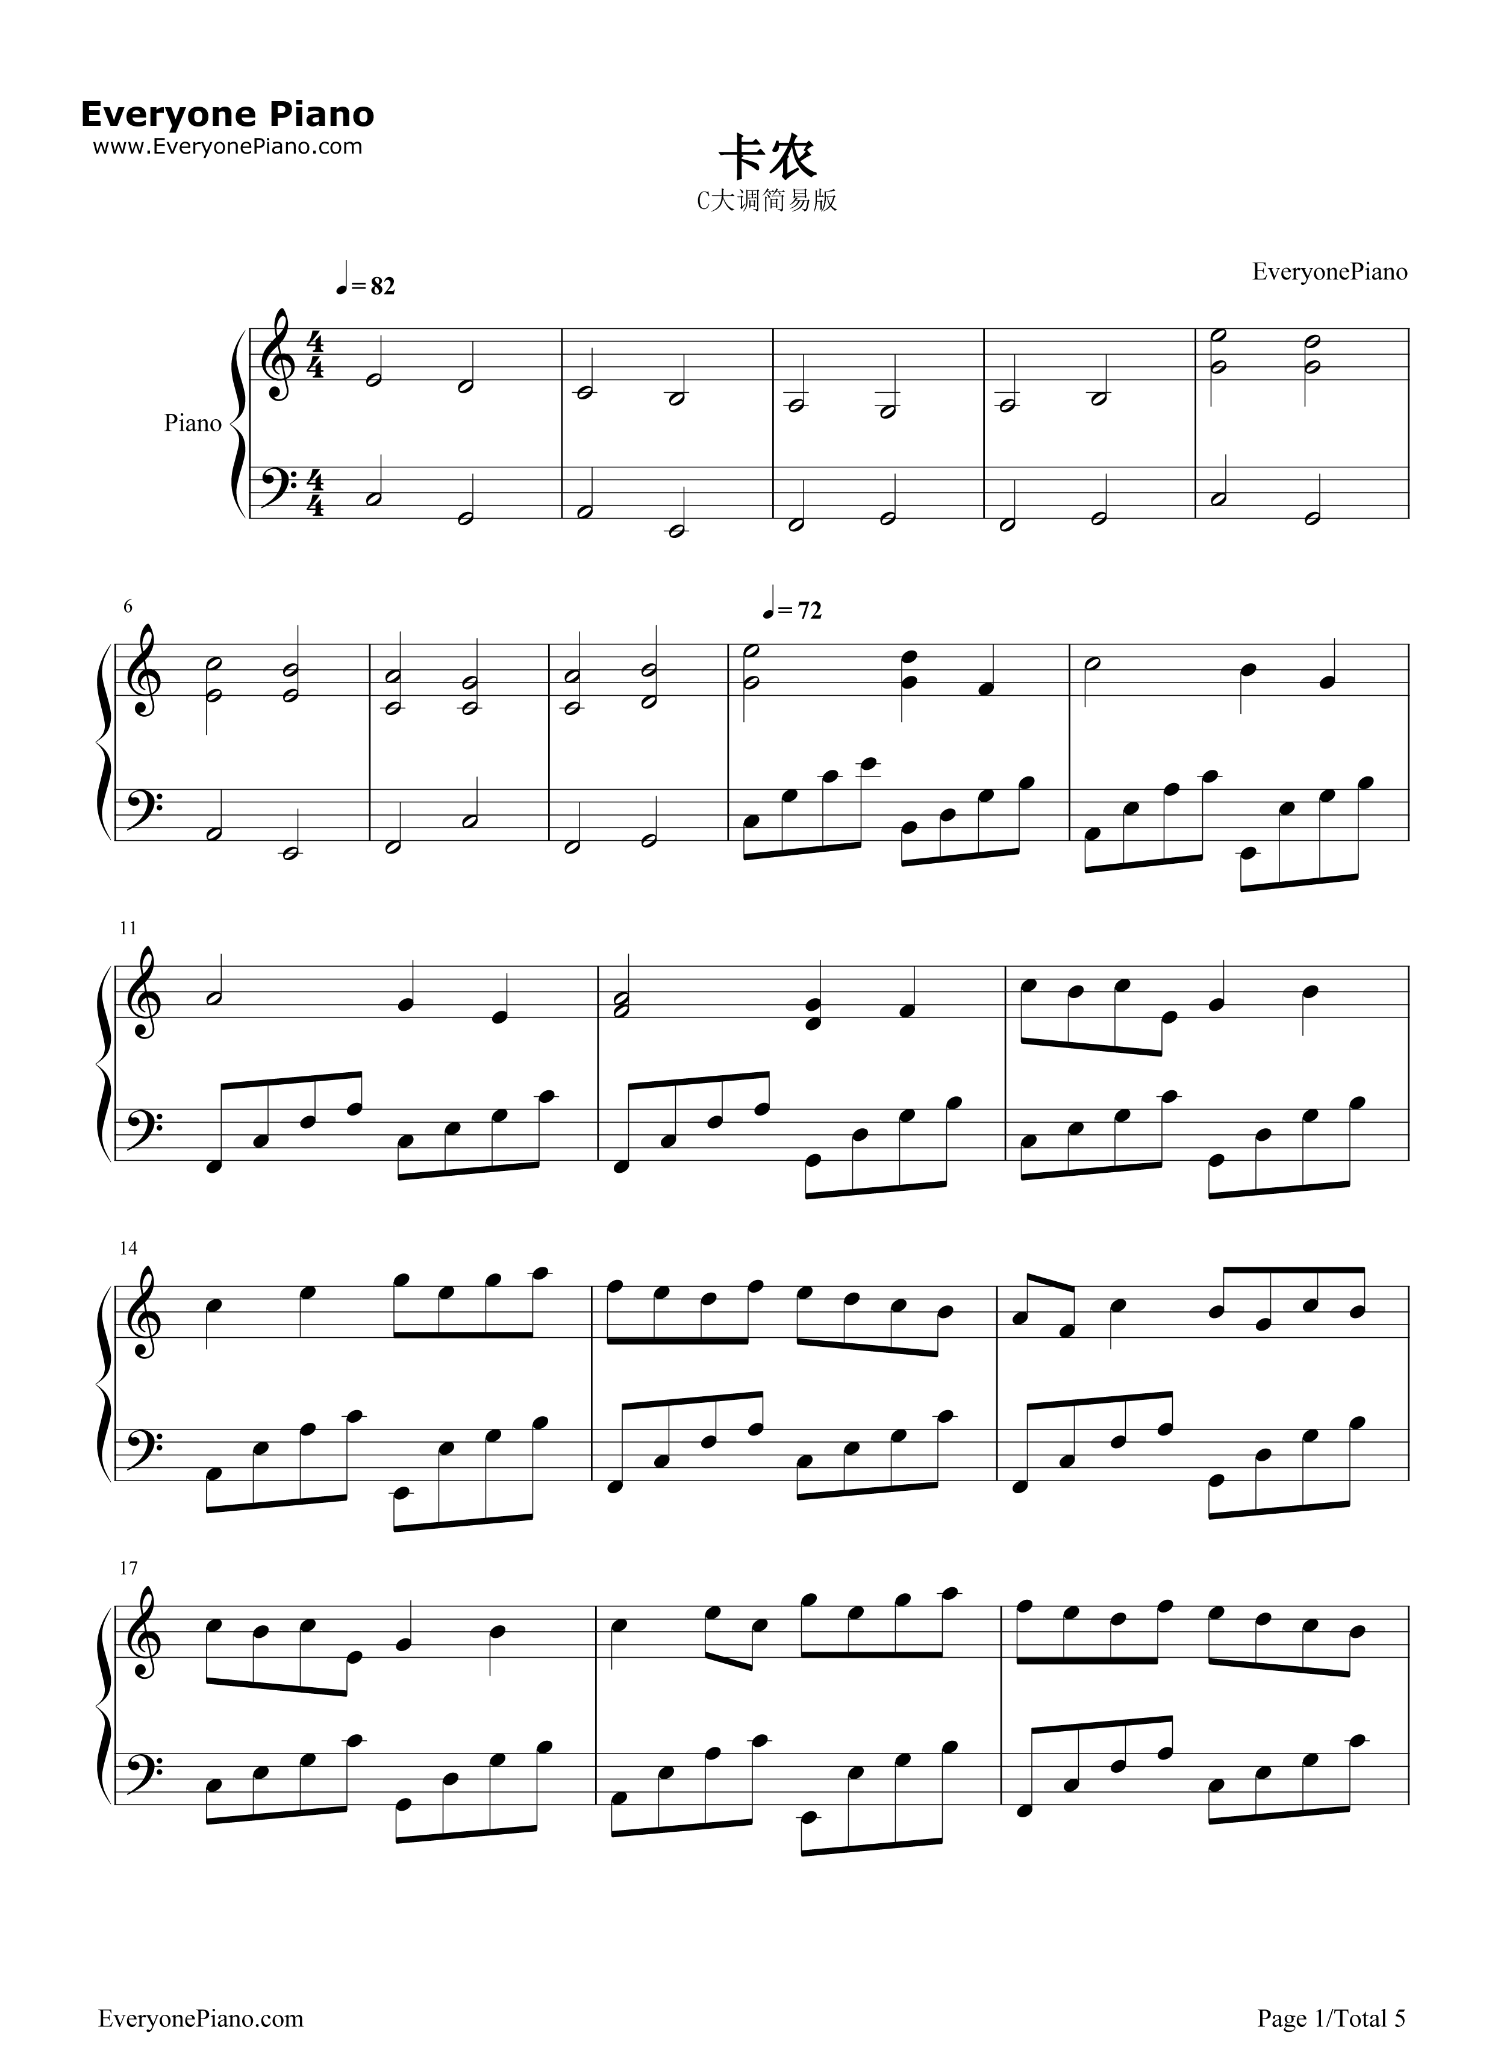 Everyone Piano
www.EveryonePiano.com
卡农
C大调简易版
EveryonePiano
= 82
4
4
Piano
4
4
6
= 72
11
14
17
EveryonePiano.com
Page 1/Total 5